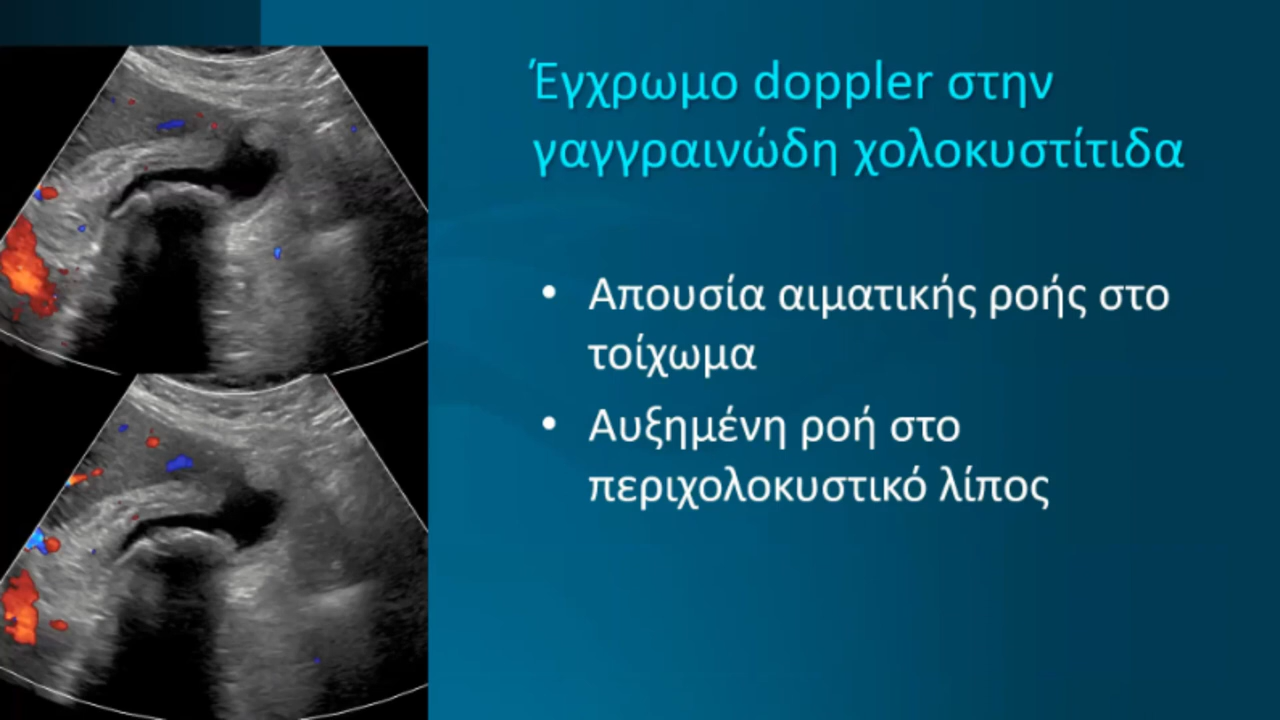 Έγχρωμο doppler στην
γαγγραινώδη χολοκυστίτιδα
• Απουσία αιματικής ροής στο
τοίχωμα
• Αυξημένη ροή στο
περιχολοκυστικό λίπος